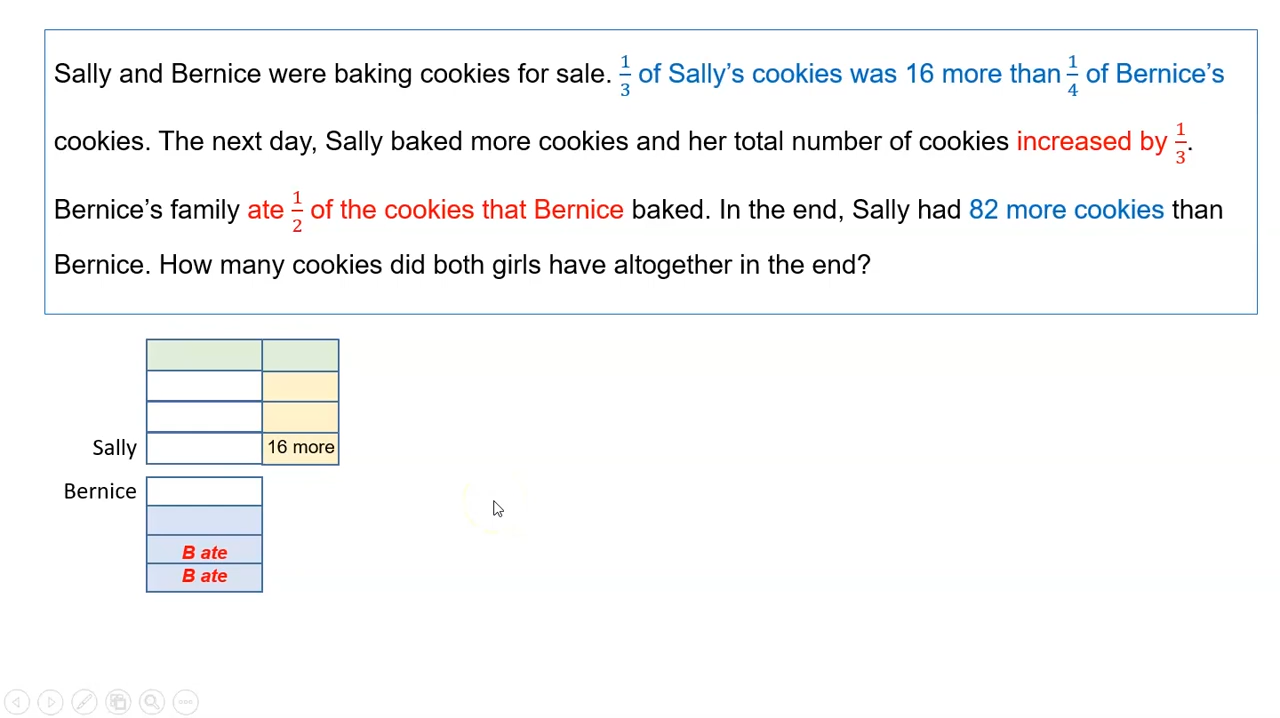 Sally and Bernice were baking cookies for sale. 1/3 of Sally’s cookies was 16 more than 1/4 of Bernice’s
cookies. The next day, Sally baked more cookies and her total number of cookies increased by 1/3.
Bernice’s family ate 1/2 of the cookies that Bernice baked. In the end, Sally had 82 more cookies than
Bernice. How many cookies did both girls have altogether in the end?
Sally 16 more
Bernice
B ate
B ate